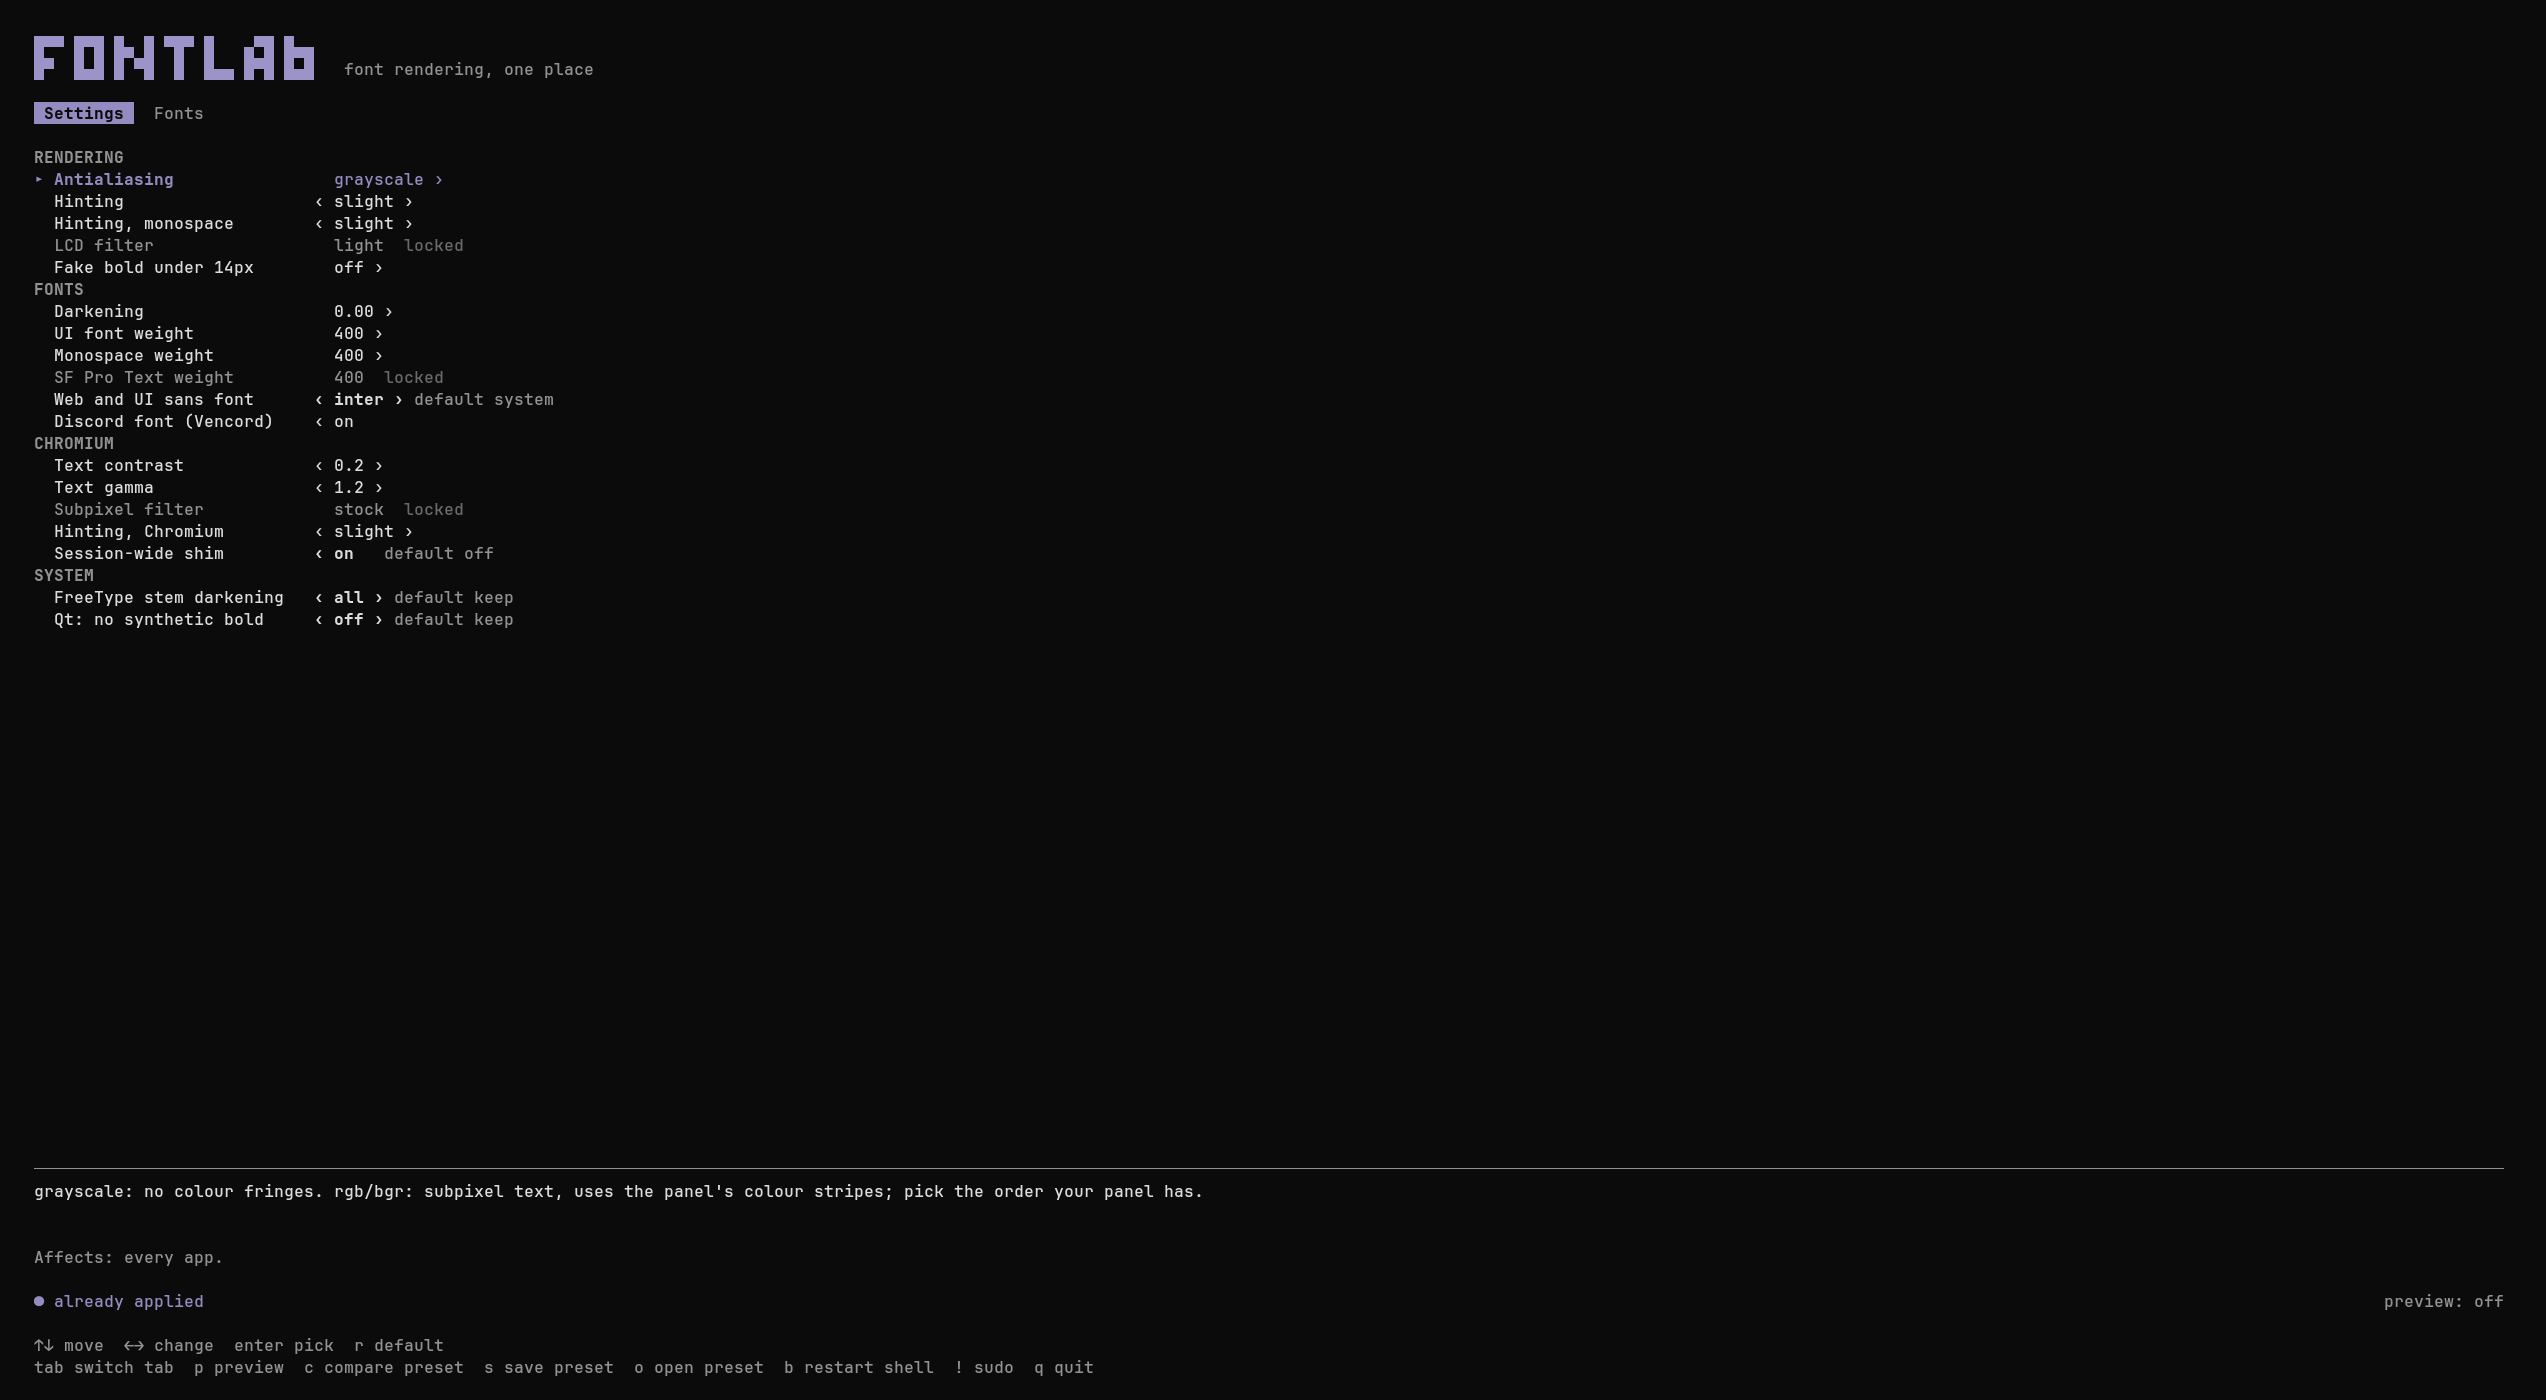 FONTLAb font rendering, one place
Settings Fonts
RENDERING
▸ Antialiasing grayscale ›
Hinting ‹ slight ›
Hinting, monospace ‹ slight ›
LCD filter light locked
Fake bold under 14px off ›
FONTS
Darkening 0.00 ›
UI font weight 400 ›
Monospace weight 400 ›
SF Pro Text weight 400 locked
Web and UI sans font ‹ inter › default system
Discord font (Vencord) ‹ on
CHROMIUM
Text contrast ‹ 0.2 ›
Text gamma ‹ 1.2 ›
Subpixel filter stock locked
Hinting, Chromium ‹ slight ›
Session-wide shim ‹ on default off
SYSTEM
FreeType stem darkening ‹ all › default keep
Qt: no synthetic bold ‹ off › default keep
grayscale: no colour fringes. rgb/bgr: subpixel text, uses the panel's colour stripes; pick the order your panel has.
Affects: every app.
● already applied preview: off
↑↓ move ←→ change enter pick r default
tab switch tab p preview c compare preset s save preset o open preset b restart shell ! sudo q quit